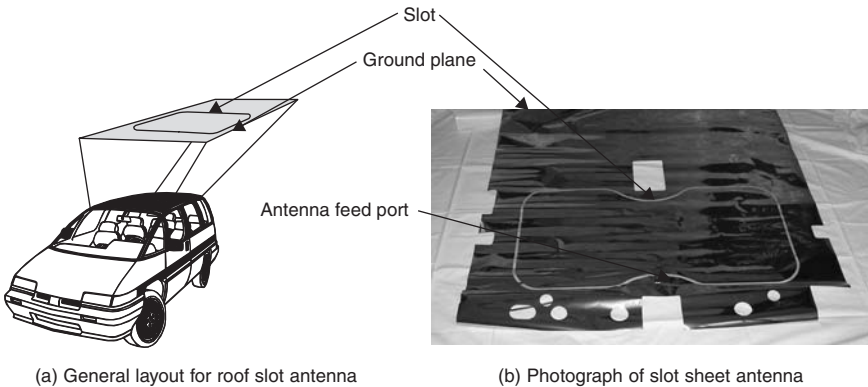 Slot
Ground plane
Antenna feed port
(a) General layout for roof slot antenna
(b) Photograph of slot sheet antenna